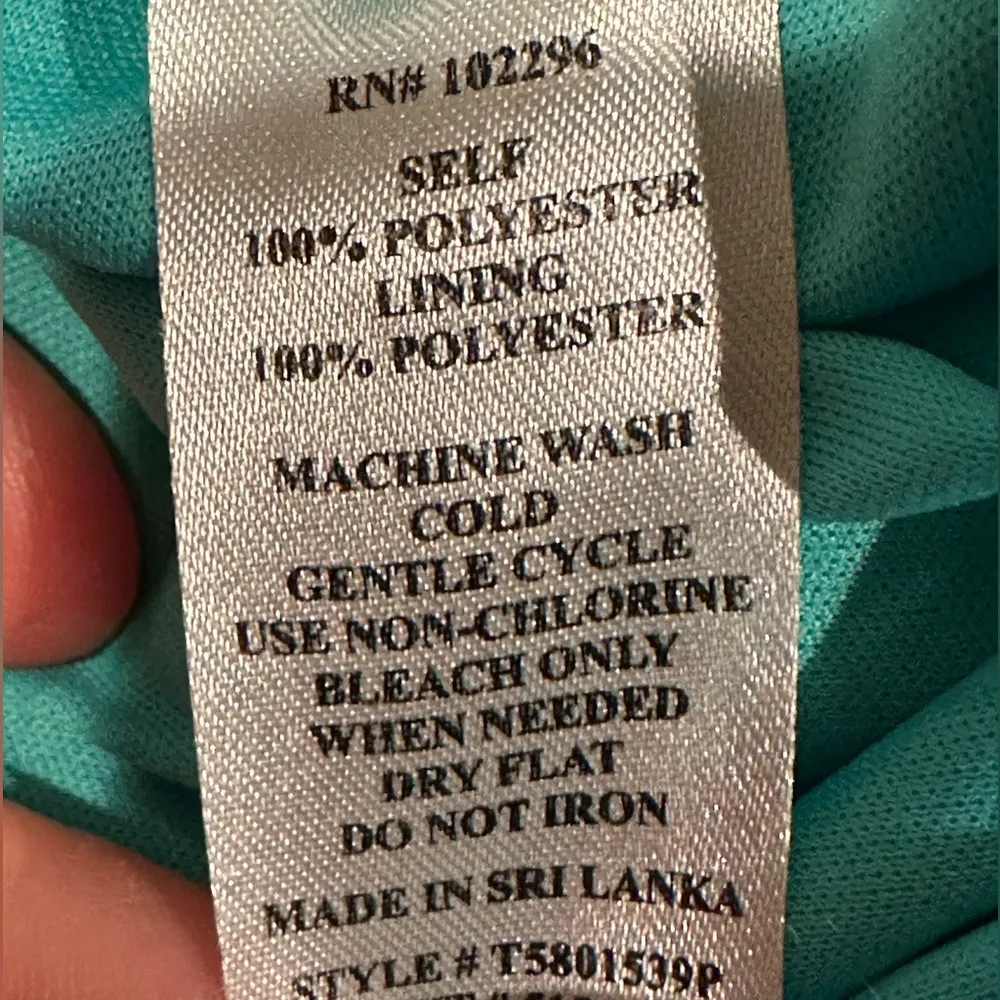 RN# 102296
SELF
100% POLYESTER
LINING
100% POLYESTER
MACHINE WASH
COLD
GENTLE CYCLE
USE NON-CHLORINE
BLEACH ONLY
WHEN NEEDED
DRY FLAT
DO NOT IRON
MADE IN SRI LANKA
STYLE # T5801539P